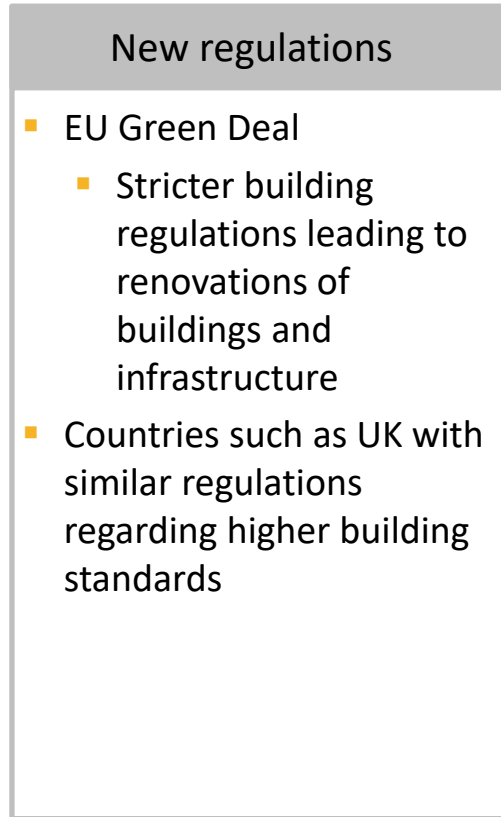 New regulations
▪ EU Green Deal
▪ Stricter building
regulations leading to
renovations of
buildings and
infrastructure
▪ Countries such as UK with
similar regulations
regarding higher building
standards